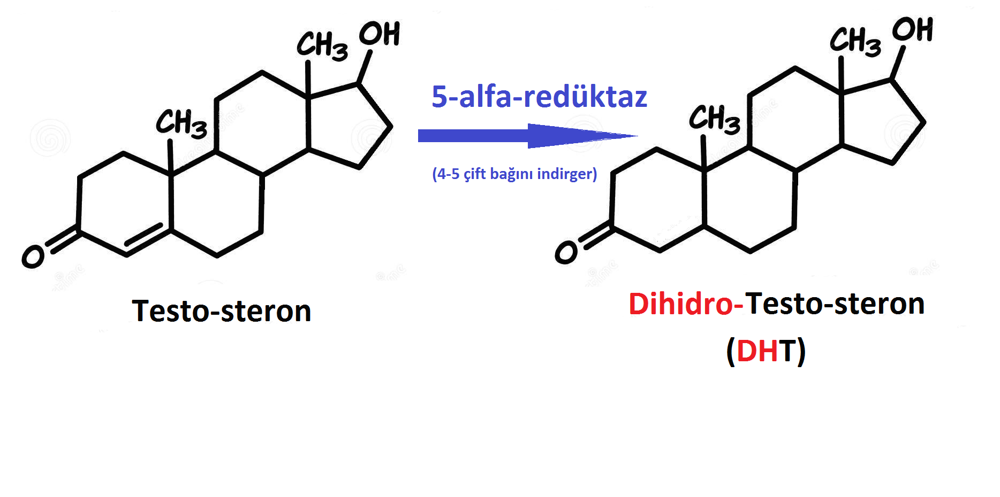 CH3
OH
CH3
O
Testo-steron
5-alfa-redüktaz
(4-5 çift bağını indirger)
CH3
OH
CH3
O
Dihidro-Testo-steron
(DHT)